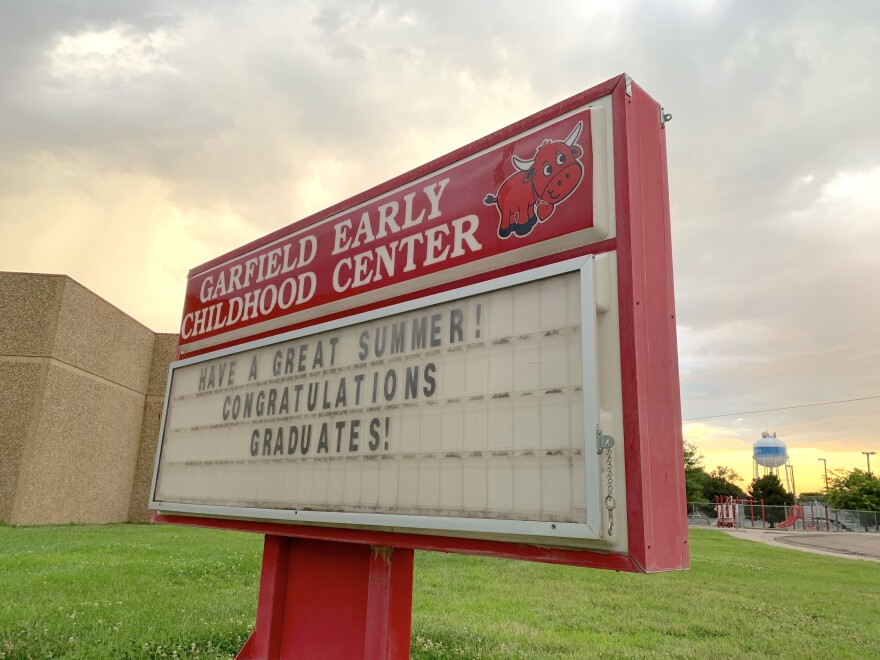 GARFIELD EARLY
CHILDHOOD CENTER
HAVE A GREAT SUMMER!
CONGRATULATIONS
GRADUATES!